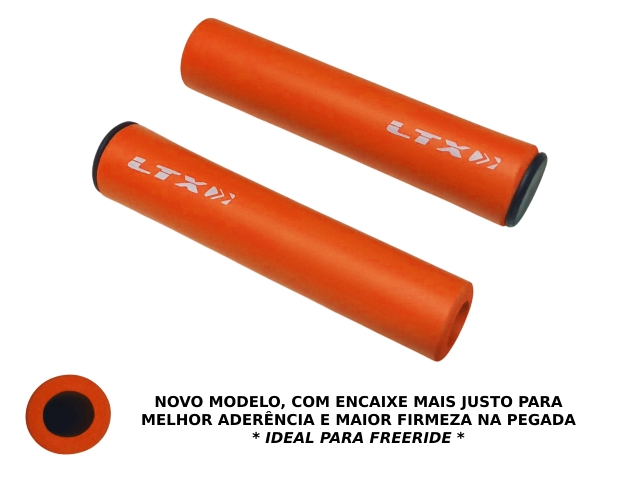 LTX
LTX
NOVO MODELO, COM ENCAIXE MAIS JUSTO PARA
MELHOR ADERÊNCIA E MAIOR FIRMEZA NA PEGADA
* IDEAL PARA FREERIDE *